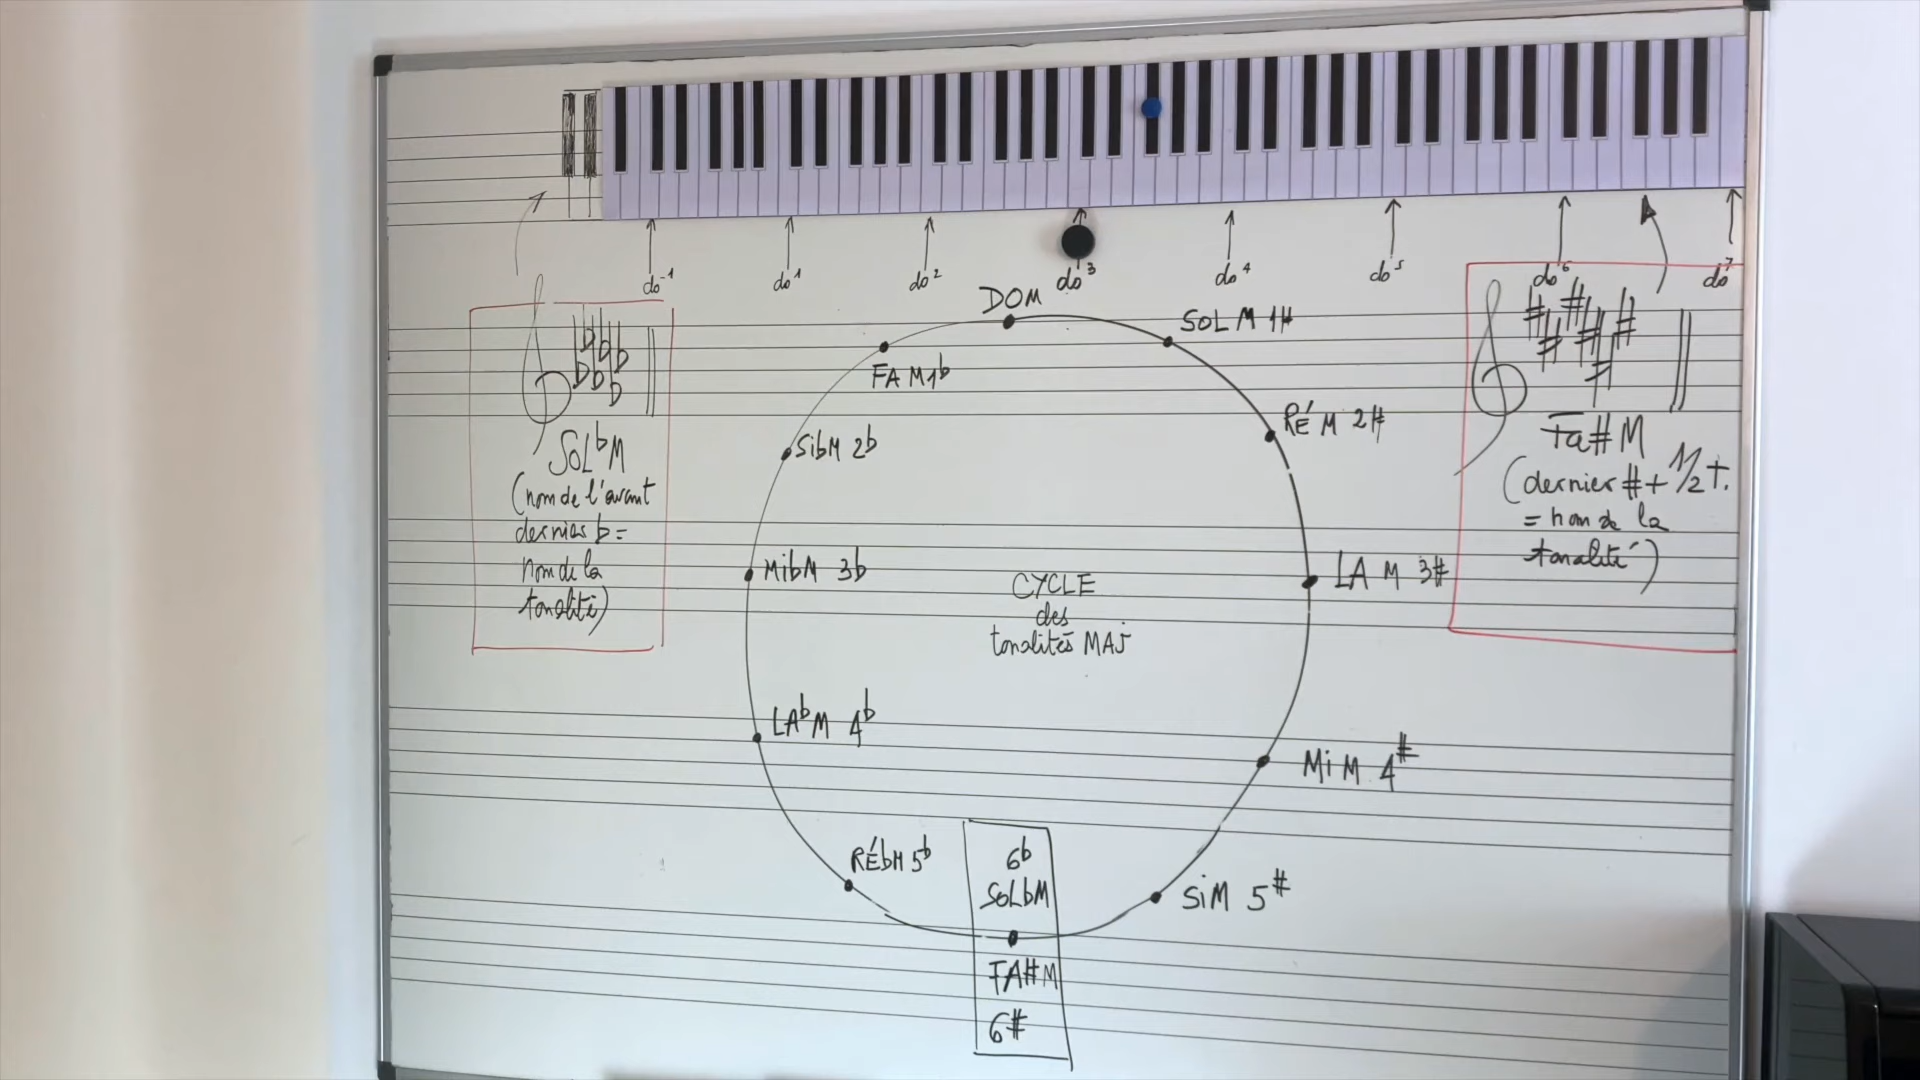 do⁻¹
do¹
do²
do³
do⁴
do⁵
do⁶
do⁷
DOM
SOL M 1#
RÉ M 2#
LA M 3#
Mi M 4#
SiM 5#
6b
SOLbM
FA#M
6#
RÉbM 5b
LAbM 4b
MibM 3b
SibM 2b
FA M1b
CYCLE
des
tonalités MAJ
SOLbM
(nom de l'avant
dernier b =
nom de la
tonalité)
Fa#M
(dernier # + 1/2 T.
= nom de la
tonalité)